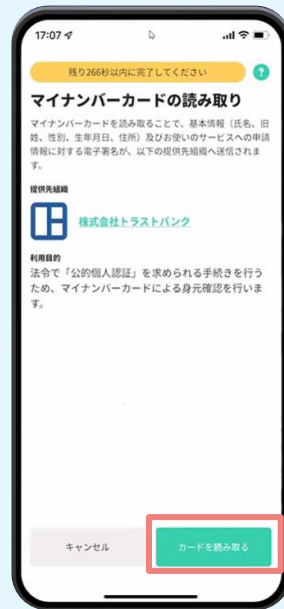 17:07
残り266秒以内に完了してください
?
マイナンバーカードの読み取り
マイナンバーカードを読み取ることで、基本情報（氏名、旧
姓、性別、生年月日、住所）及びお使いのサービスへの申請
情報に対する電子署名が、以下の提供先組織へ送信されま
す。
提供先組織
株式会社トラストバンク
利用目的
法令で「公的個人認証」を求められる手続きを行う
ため、マイナンバーカードによる身元確認を行いま
す。
キャンセル
カードを読み取る